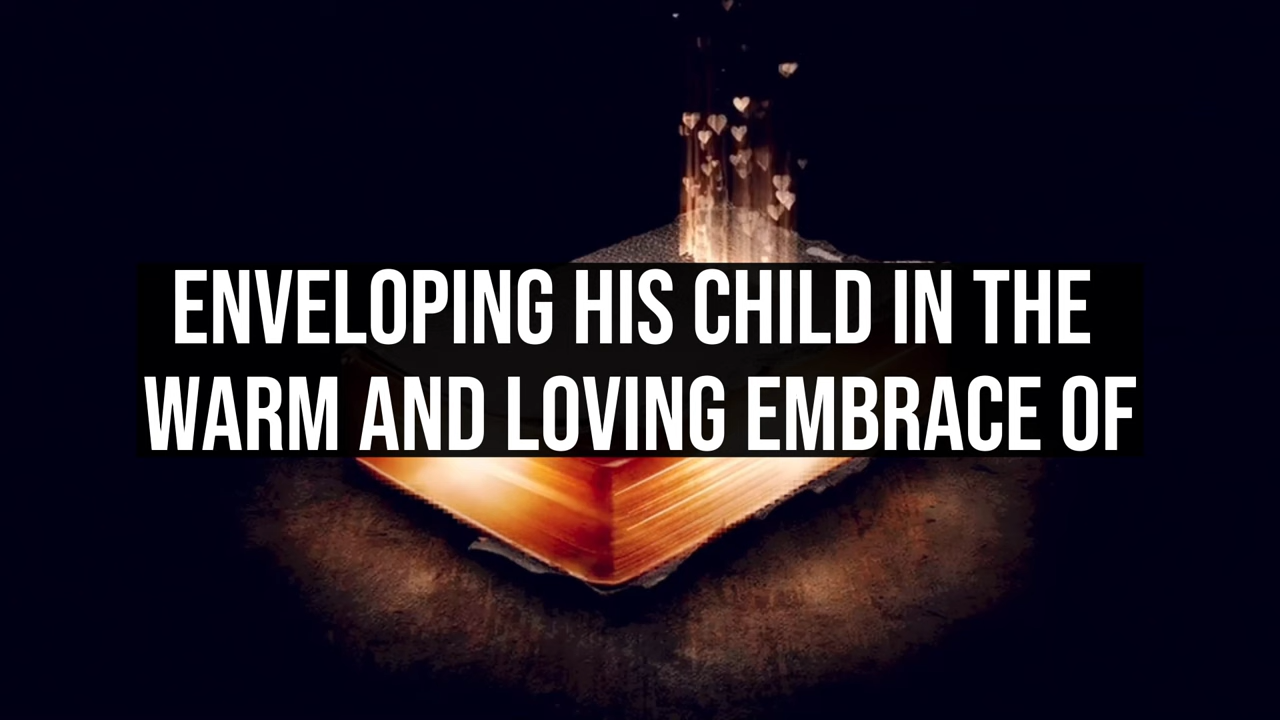 ENVELOPING HIS CHILD IN THE
WARM AND LOVING EMBRACE OF